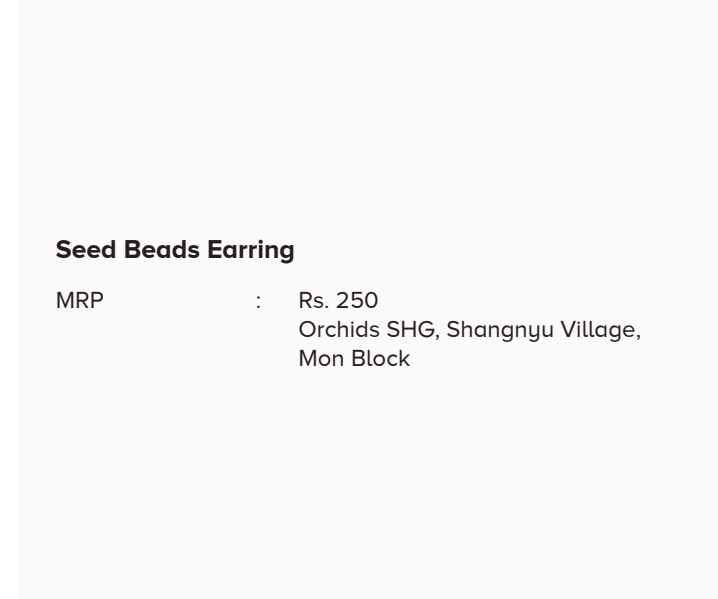 Seed Beads Earring
MRP : Rs. 250
Orchids SHG, Shangnyu Village,
Mon Block